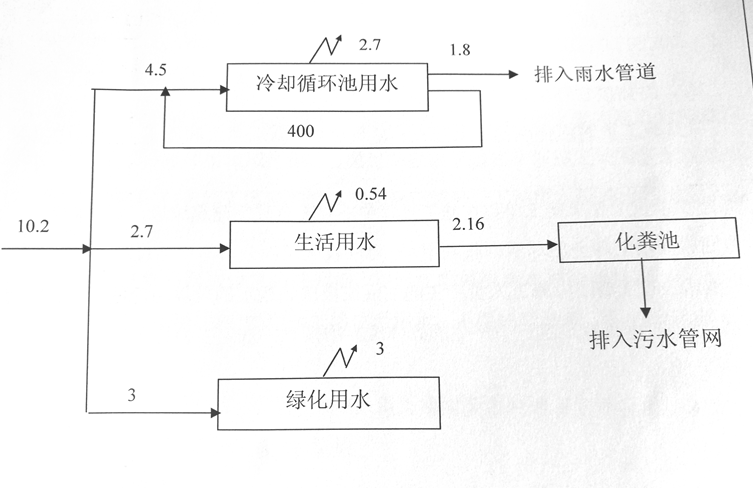 2.7
1.8
4.5
冷却循环池用水
排入雨水管道
400
0.54
10.2
2.7
生活用水
2.16
化粪池
排入污水管网
3
3
绿化用水